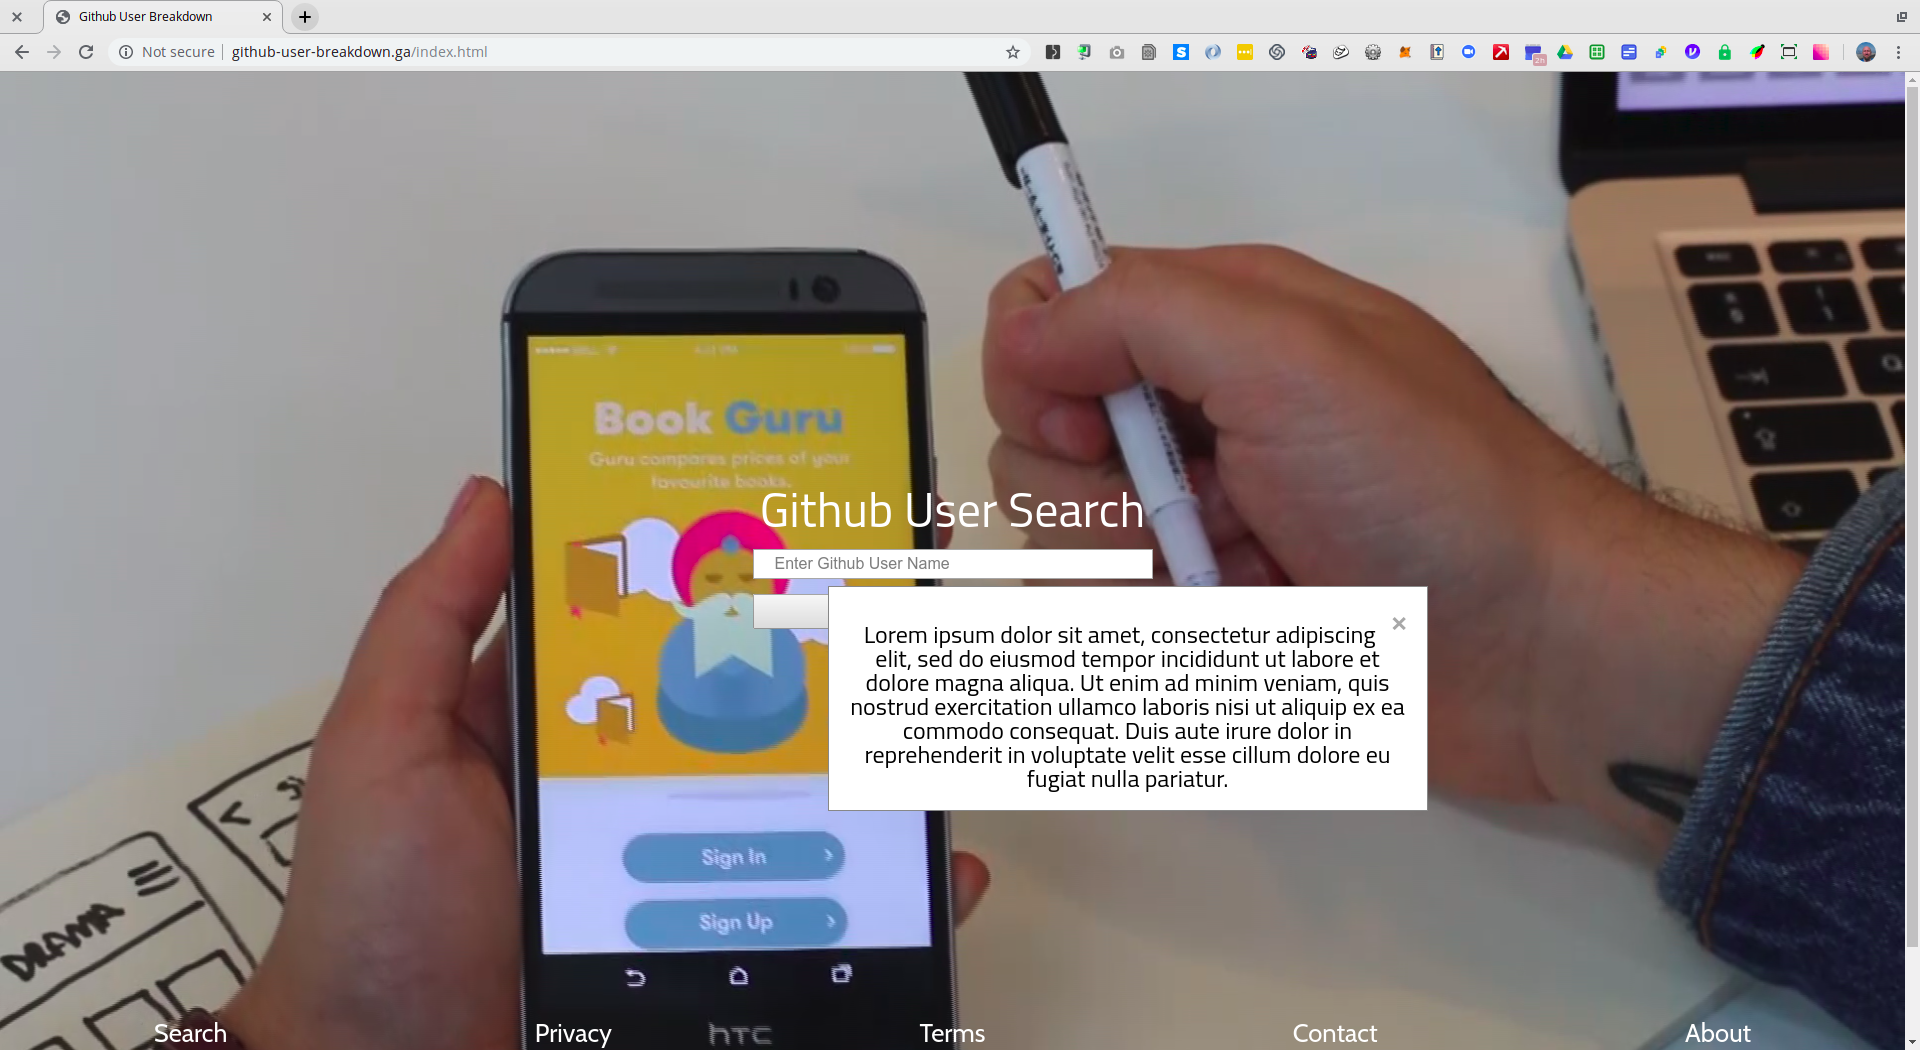 Github User Breakdown
Not secure
github-user-breakdown.ga/index.html
2h
Book Guru
Guru compares prices of your
favourite books.
Github User Search
Enter Github User Name
Lorem ipsum dolor sit amet, consectetur adipiscing
elit, sed do eiusmod tempor incididunt ut labore et
dolore magna aliqua. Ut enim ad minim veniam, quis
nostrud exercitation ullamco laboris nisi ut aliquip ex ea
commodo consequat. Duis aute irure dolor in
reprehenderit in voluptate velit esse cillum dolore eu
fugiat nulla pariatur.
Sign In
Sign Up
DRAMA
hTC
Search
Privacy
Terms
Contact
About